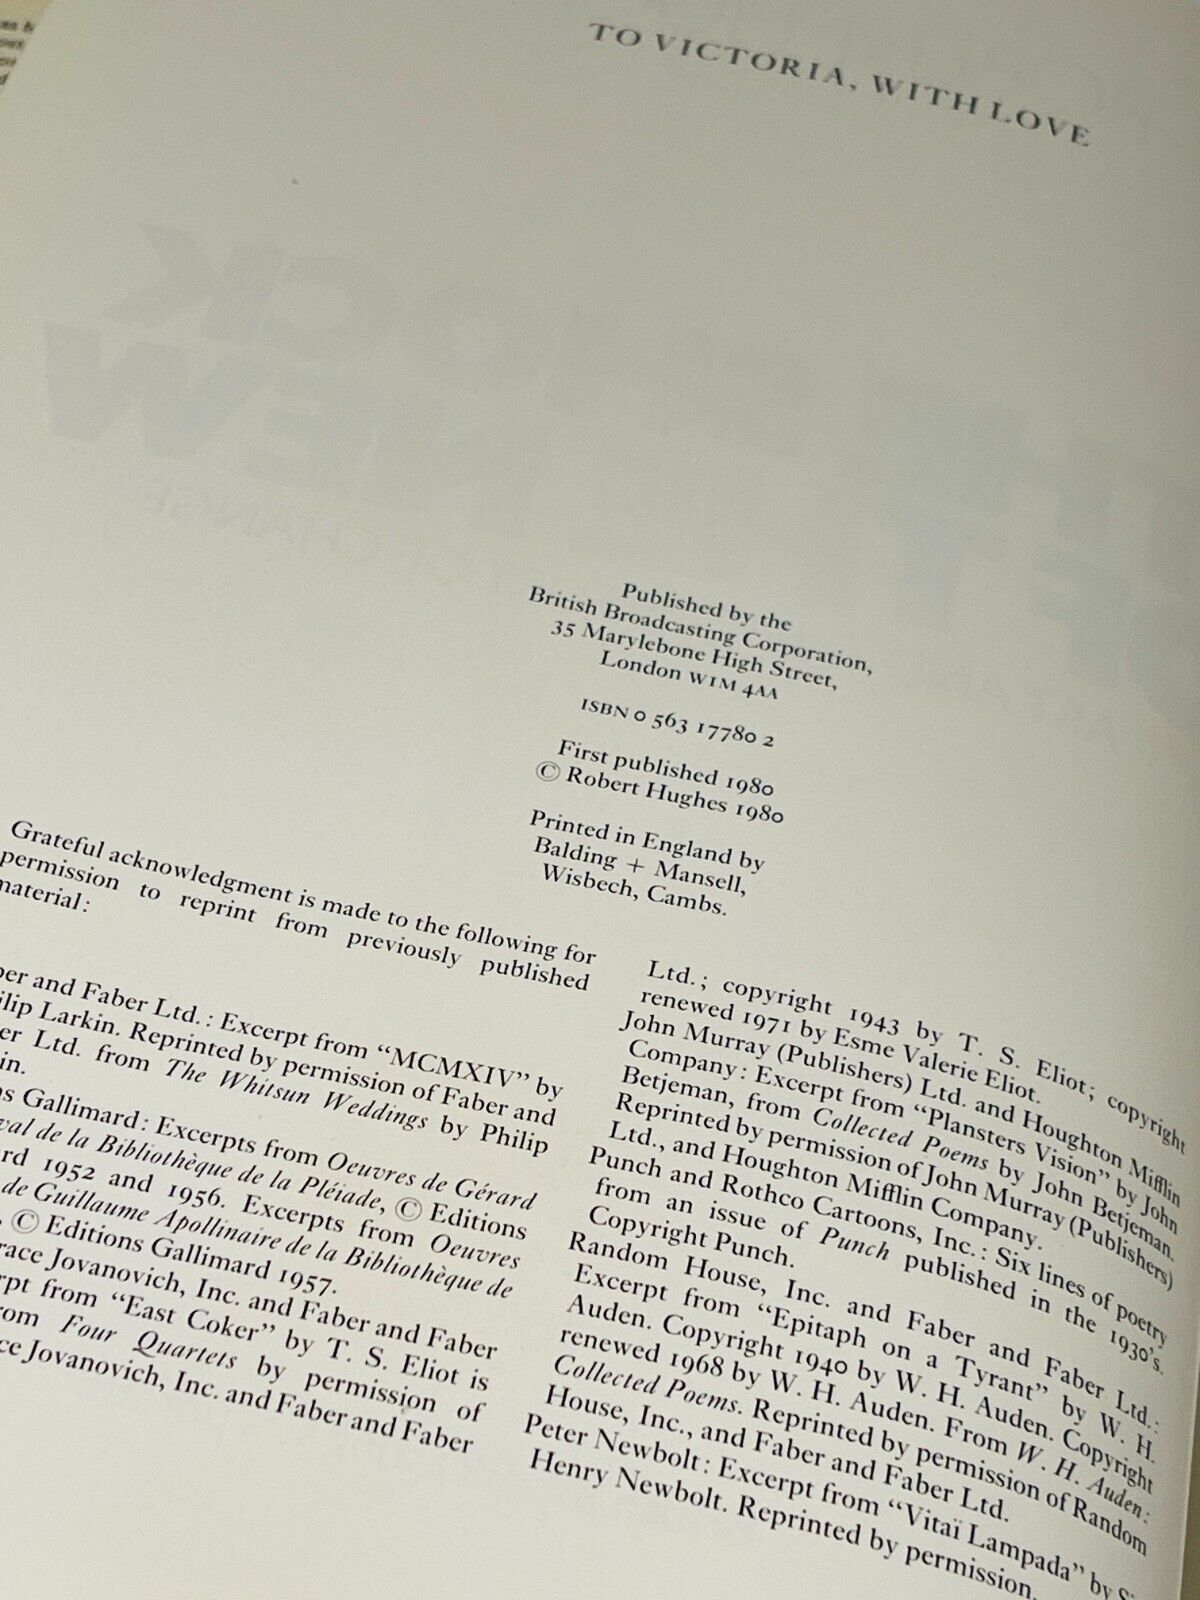 TO VICTORIA, WITH LOVE
Published by the
British Broadcasting Corporation,
35 Marylebone High Street,
London W1M 4AA
ISBN 0 563 17780 2
First published 1980
© Robert Hughes 1980
Printed in England by
Balding + Mansell,
Wisbech, Cambs.
Grateful acknowledgment is made to the following for
permission to reprint from previously published
material:
and Faber Ltd.: Excerpt from "MCMXIV" by
Larkin. Reprinted by permission of Faber and
Ltd. from The Whitsun Weddings by Philip
Gallimard: Excerpts from Oeuvres de Gérard
de la Bibliothèque de la Pléiade, © Editions
1952 and 1956. Excerpts from Oeuvres
de Guillaume Apollinaire de la Bibliothèque de
, © Editions Gallimard 1957.
Jovanovich, Inc. and Faber and Faber
from "East Coker" by T. S. Eliot is
Four Quartets by permission of
Jovanovich, Inc. and Faber and Faber
Ltd.; copyright 1943 by T. S. Eliot; copyright
renewed 1971 by Esme Valerie Eliot.
John Murray (Publishers) Ltd. and Houghton Mifflin
Company: Excerpt from "Plansters Vision" by John
Betjeman, from Collected Poems by John Betjeman.
Reprinted by permission of John Murray (Publishers)
Ltd., and Houghton Mifflin Company.
Punch and Rothco Cartoons, Inc.: Six lines of poetry
from an issue of Punch published in the 1930's.
Copyright Punch.
Random House, Inc. and Faber and Faber Ltd.:
Excerpt from "Epitaph on a Tyrant" by W. H.
Auden. Copyright 1940 by W. H. Auden. Copyright
renewed 1968 by W. H. Auden. From W. H. Auden:
Collected Poems. Reprinted by permission of Random
House, Inc., and Faber and Faber Ltd.
Peter Newbolt: Excerpt from "Vitaï Lampada" by
Henry Newbolt. Reprinted by permission.